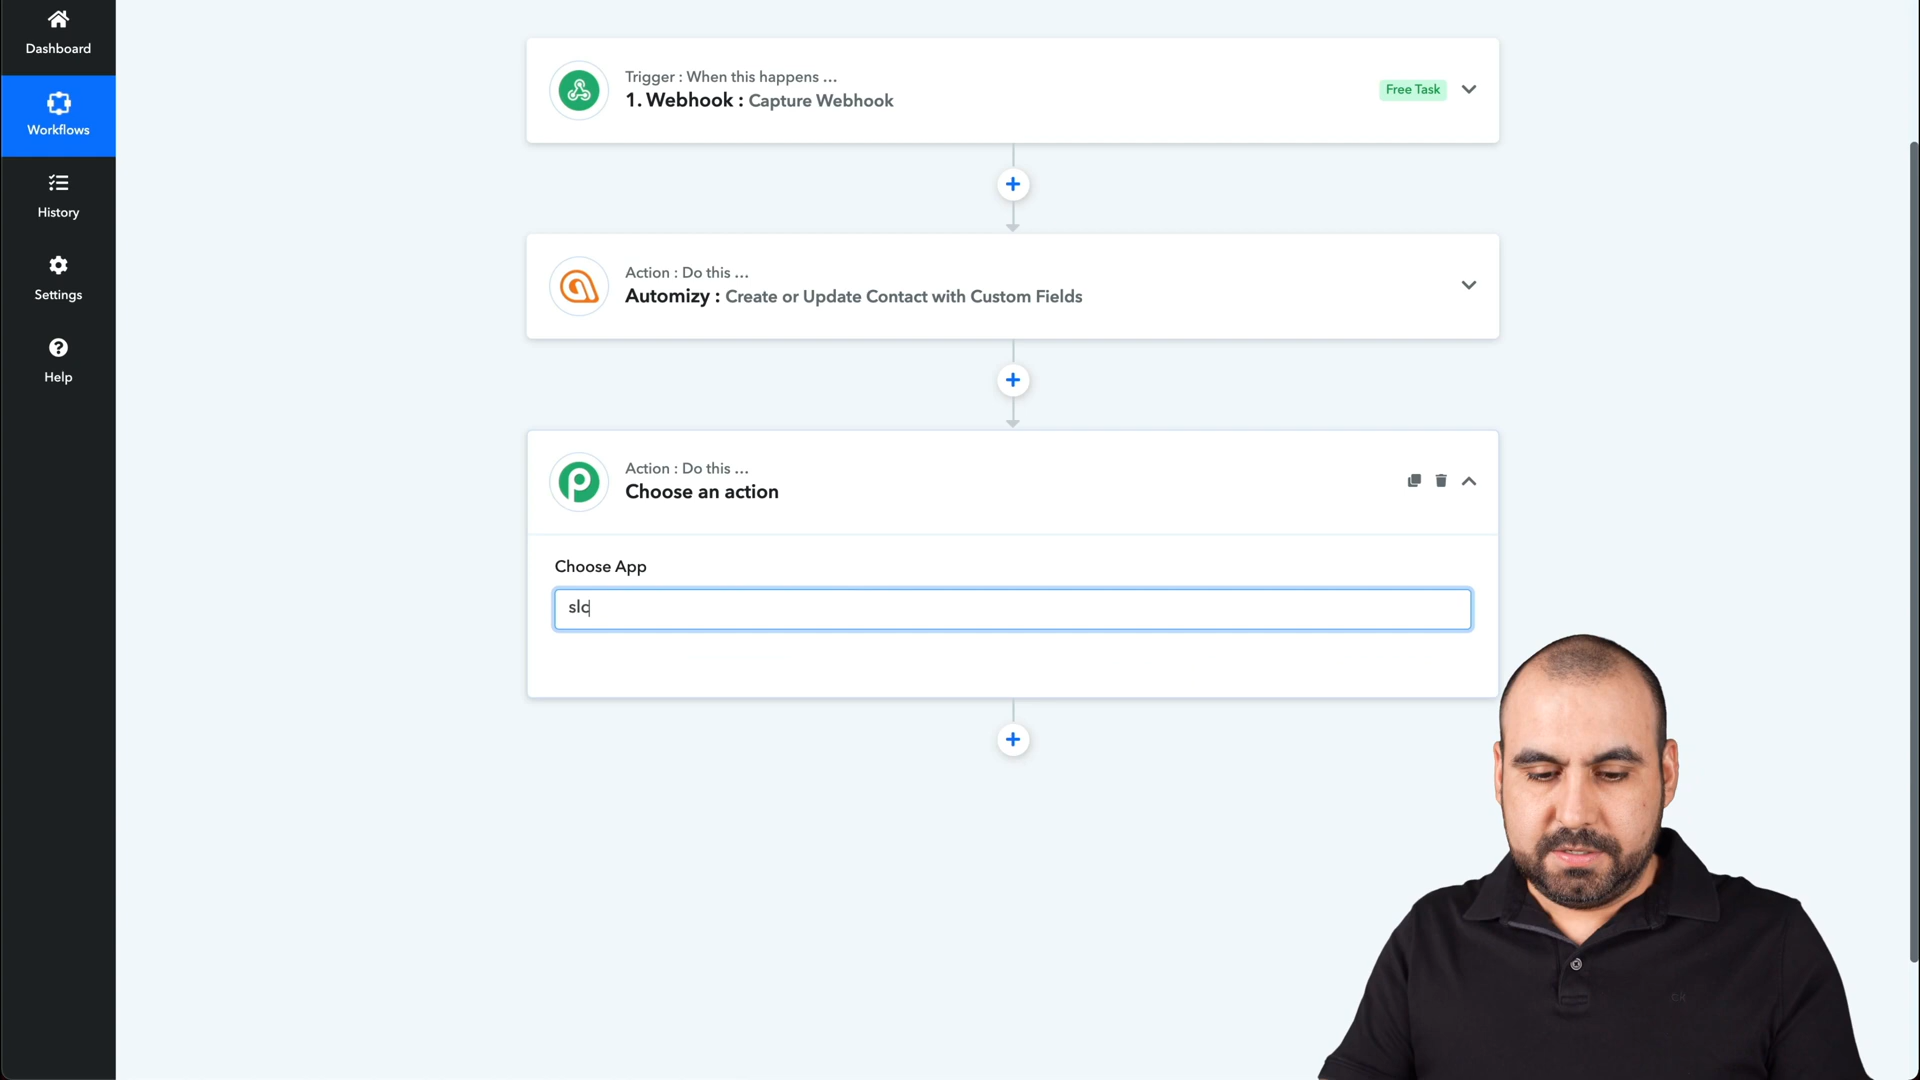 Dashboard
Workflows
History
Settings
Help
Trigger : When this happens ...
1. Webhook : Capture Webhook
Free Task
Action : Do this ...
Automizy : Create or Update Contact with Custom Fields
Action : Do this ...
Choose an action
Choose App
slc